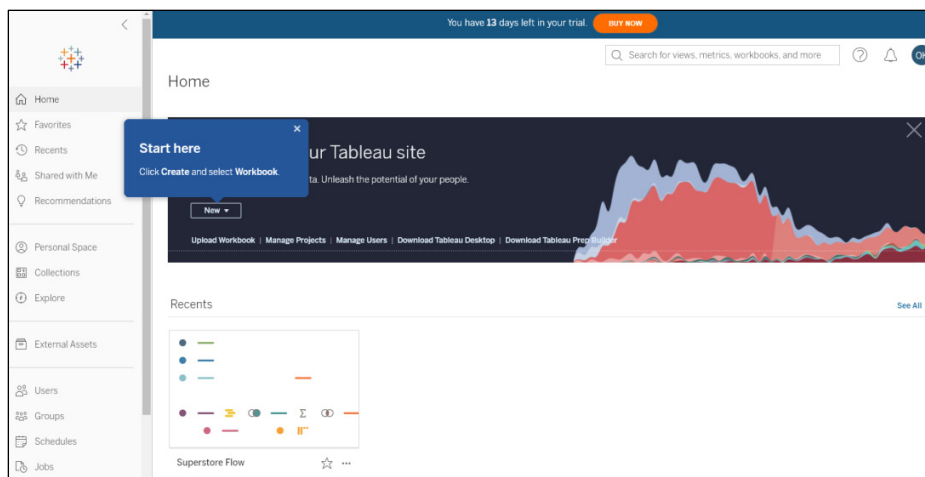 You have 13 days left in your trial. BUY NOW
Search for views, metrics, workbooks, and more
Home
Home
Favorites
Recents
Shared with Me
Recommendations
Personal Space
Collections
Explore
External Assets
Users
Groups
Schedules
Jobs
Start here
Click Create and select Workbook.
ur Tableau site
ta. Unleash the potential of your people.
New
Upload Workbook | Manage Projects | Manage Users | Download Tableau Desktop | Download Tableau Prep Builder
Recents
See All
Superstore Flow